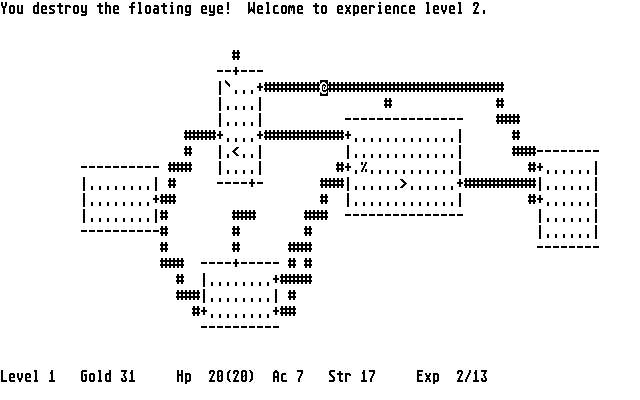 You destroy the floating eye!  Welcome to experience level 2.
Level 1   Gold 31     Hp  20(20)  Ac 7   Str 17     Exp  2/13